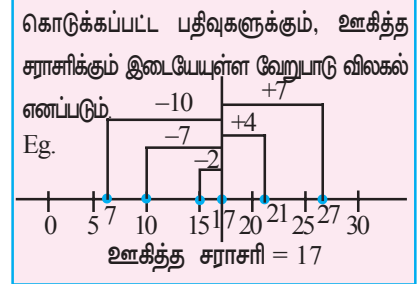 கொடுக்கப்பட்ட பதிவுகளுக்கும், ஊகித்த
சராசரிக்கும் இடையேயுள்ள வேறுபாடு விலகல்
எனப்படும்.
+7
−10
+4
Eg.
−7
−2
0 5 7 10 15 17 20 21 25 27 30
ஊகித்த சராசரி = 17